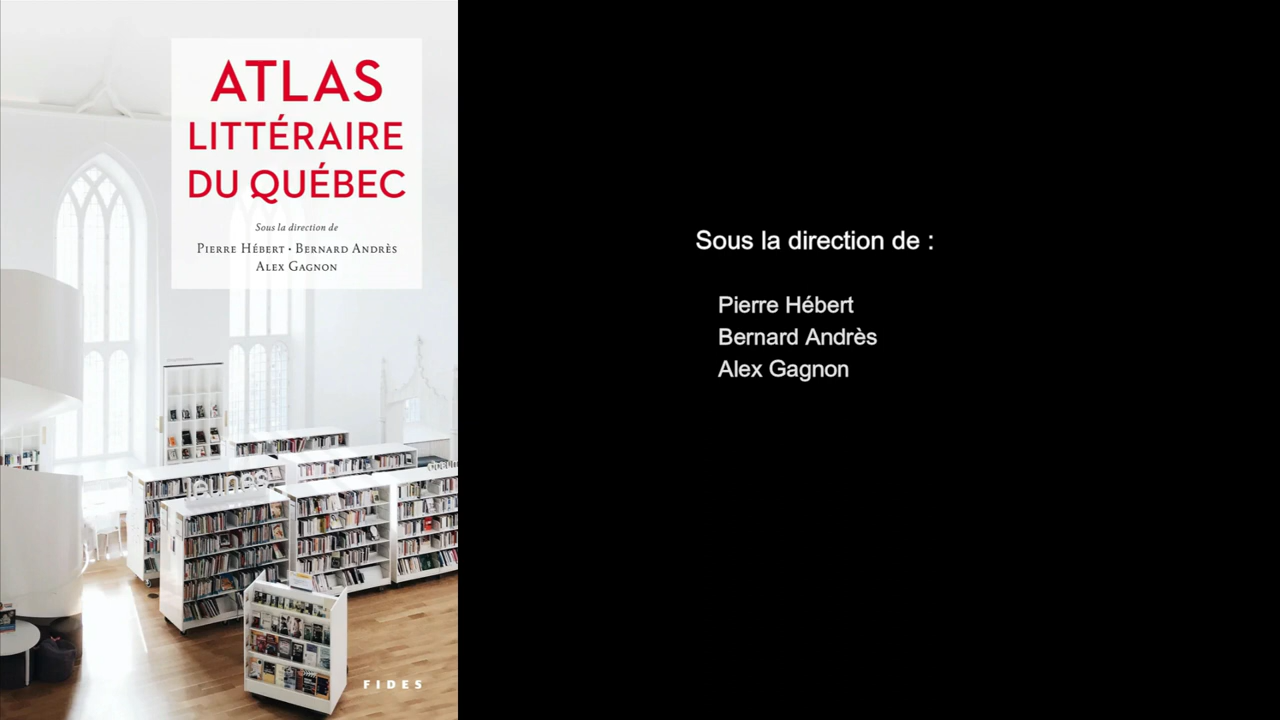 ATLAS
LITTÉRAIRE
DU QUÉBEC
Sous la direction de
Pierre Hébert • Bernard Andrès
Alex Gagnon
Jeunes
FIDES
Sous la direction de :
Pierre Hébert
Bernard Andrès
Alex Gagnon